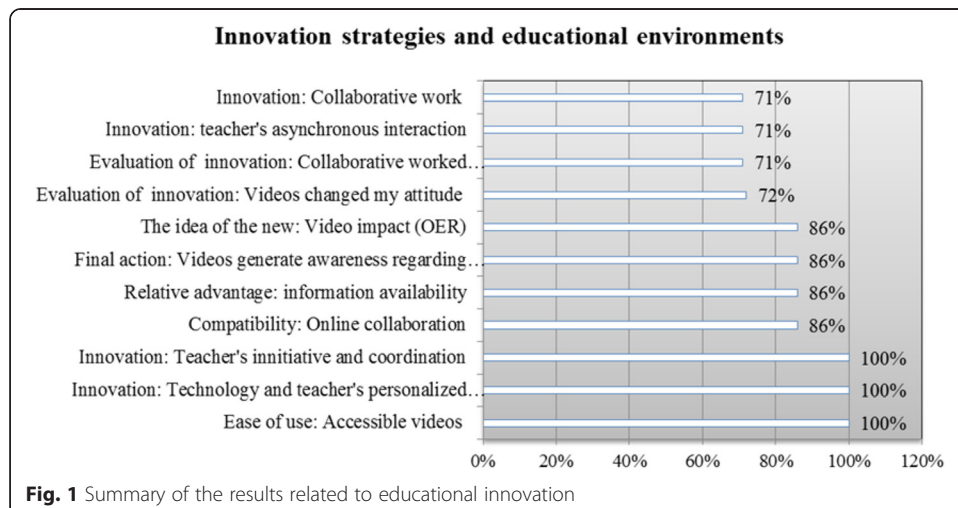 Innovation strategies and educational environments
Innovation: Collaborative work 71%
Innovation: teacher's asynchronous interaction 71%
Evaluation of innovation: Collaborative worked… 71%
Evaluation of innovation: Videos changed my attitude 72%
The idea of the new: Video impact (OER) 86%
Final action: Videos generate awareness regarding… 86%
Relative advantage: information availability 86%
Compatibility: Online collaboration 86%
Innovation: Teacher's innitiative and coordination 100%
Innovation: Technology and teacher's personalized… 100%
Ease of use: Accessible videos 100%
0% 20% 40% 60% 80% 100% 120%
Fig. 1 Summary of the results related to educational innovation